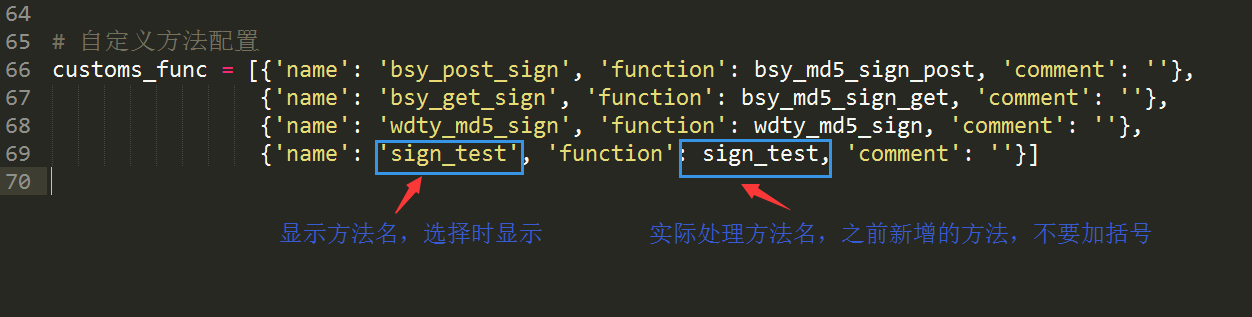 64
65 # 自定义方法配置
66 customs_func = [{'name': 'bsy_post_sign', 'function': bsy_md5_sign_post, 'comment': ''},
67 {'name': 'bsy_get_sign', 'function': bsy_md5_sign_get, 'comment': ''},
68 {'name': 'wdty_md5_sign', 'function': wdty_md5_sign, 'comment': ''},
69 {'name': 'sign_test', 'function': sign_test, 'comment': ''}]
70
显示方法名，选择时显示 实际处理方法名，之前新增的方法，不要加括号